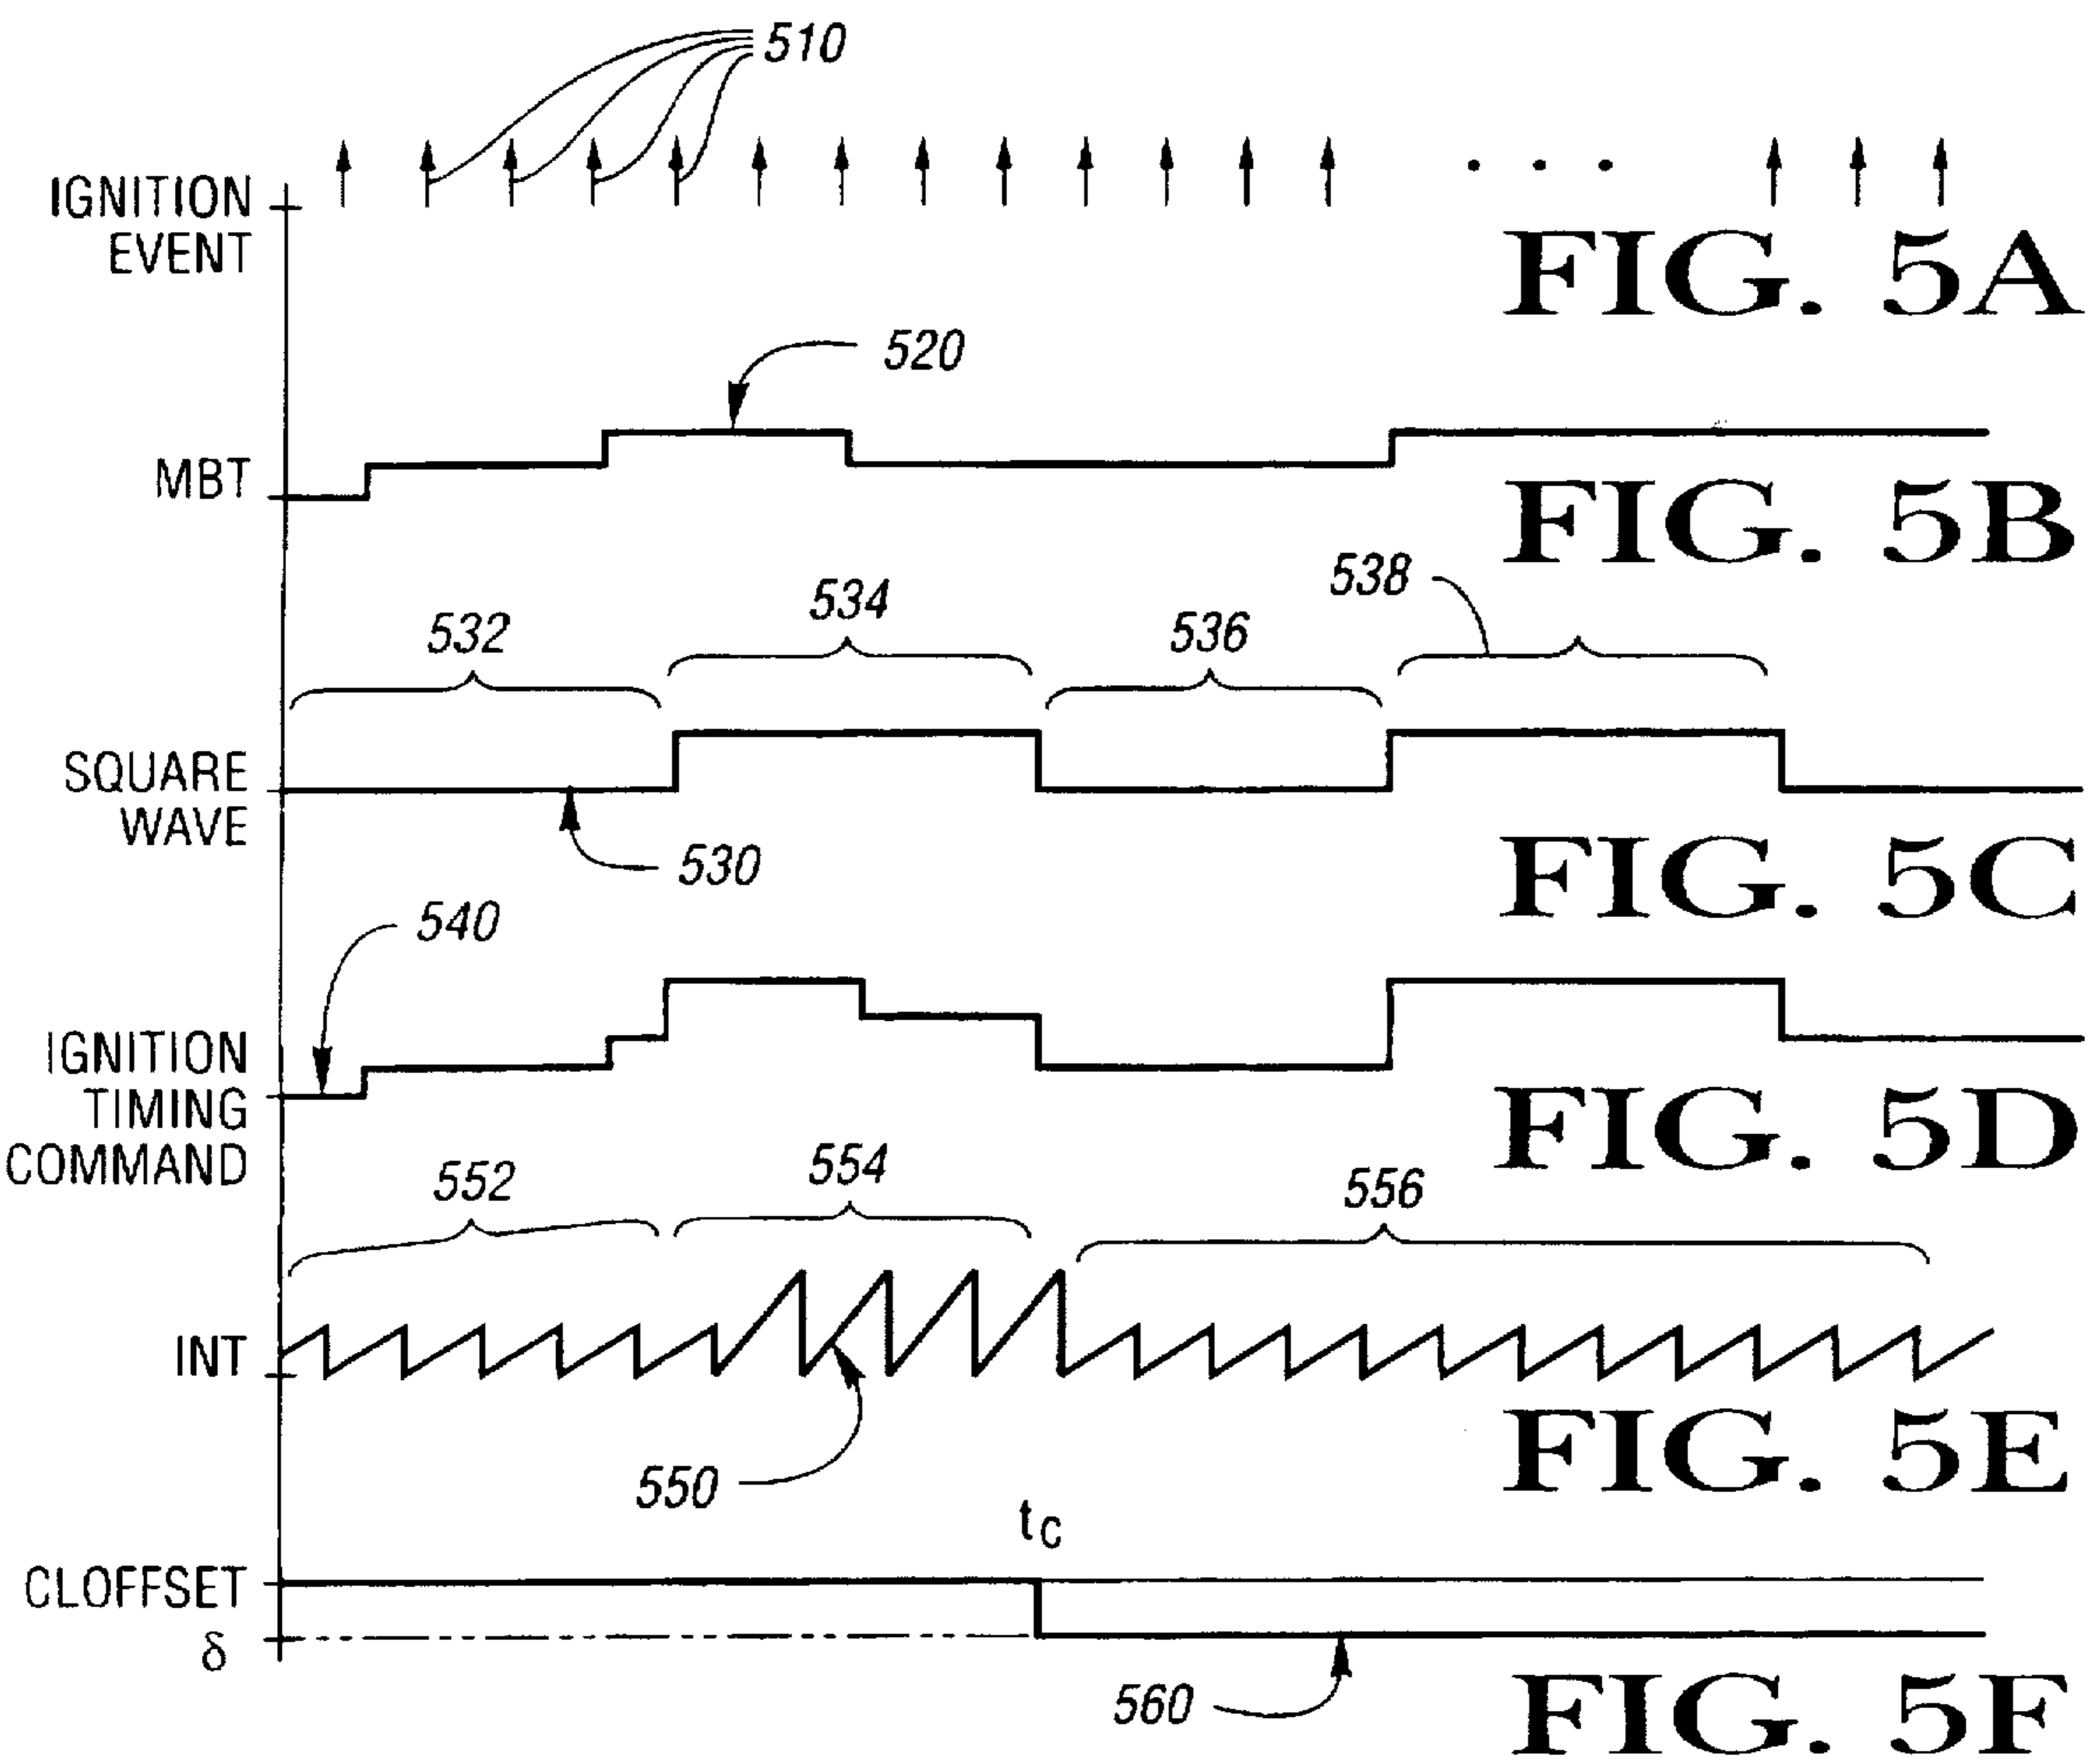 510
IGNITION
EVENT
FIG. 5A
520
MBT
FIG. 5B
538
534
532
536
SQUARE
WAVE
530
FIG. 5C
540
IGNITION
TIMING
COMMAND
FIG. 5D
552
554
556
INT
550
FIG. 5E
tC
CLOFFSET
δ
560
FIG. 5F